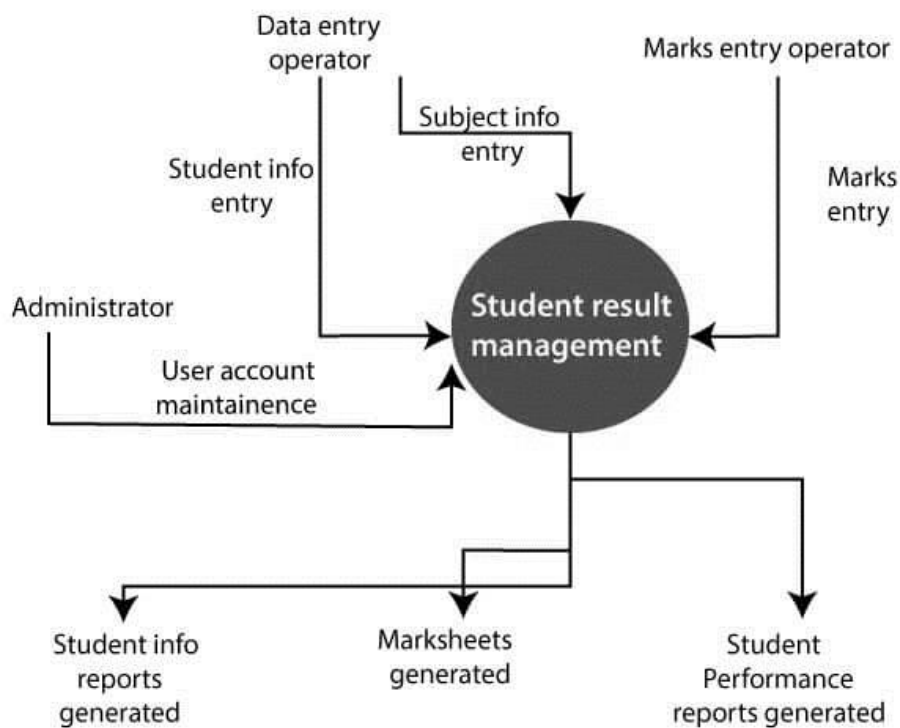 Data entry
operator
Marks entry operator
Subject info
entry
Student info
entry
Marks
entry
Administrator
Student result
management
User account
maintainence
Student info
reports
generated
Marksheets
generated
Student
Performance
reports generated